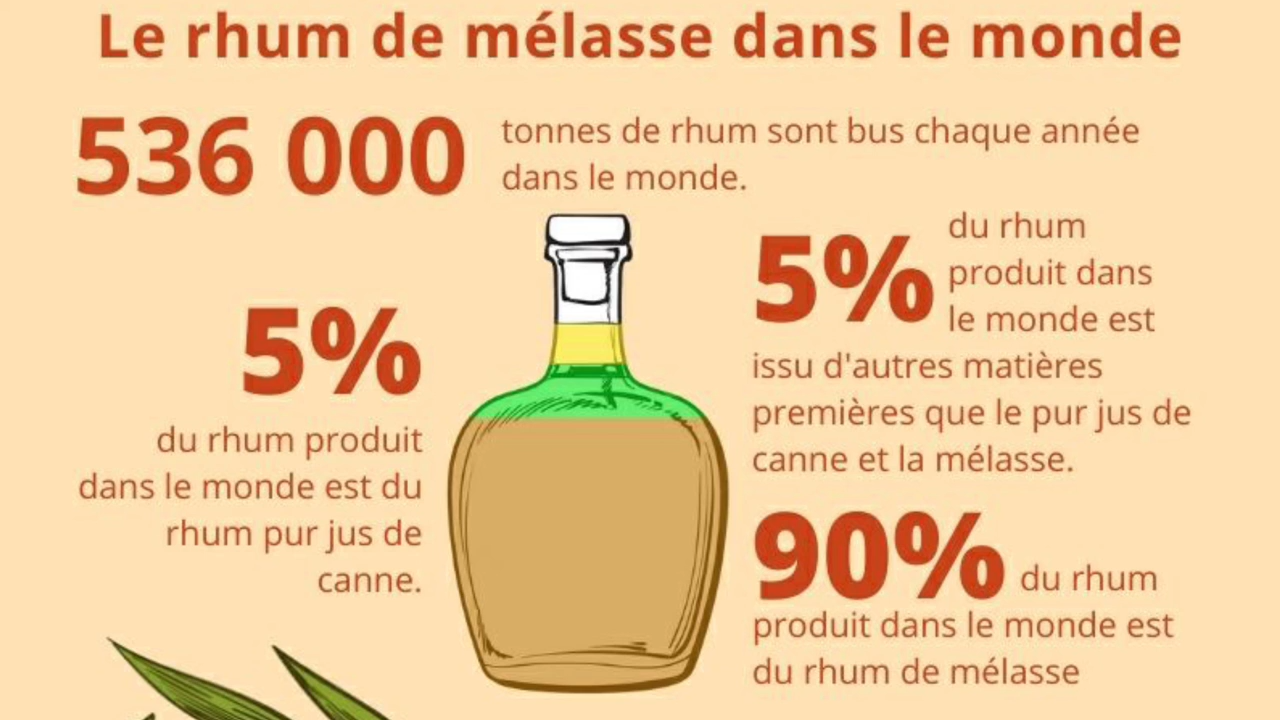 Le rhum de mélasse dans le monde
536 000
tonnes de rhum sont bus chaque année
dans le monde.
5%
du rhum produit
dans le monde est du
rhum pur jus de
canne.
5%
du rhum
produit dans
le monde est
issu d'autres matières
premières que le pur jus de
canne et la mélasse.
90% du rhum
produit dans le monde est
du rhum de mélasse